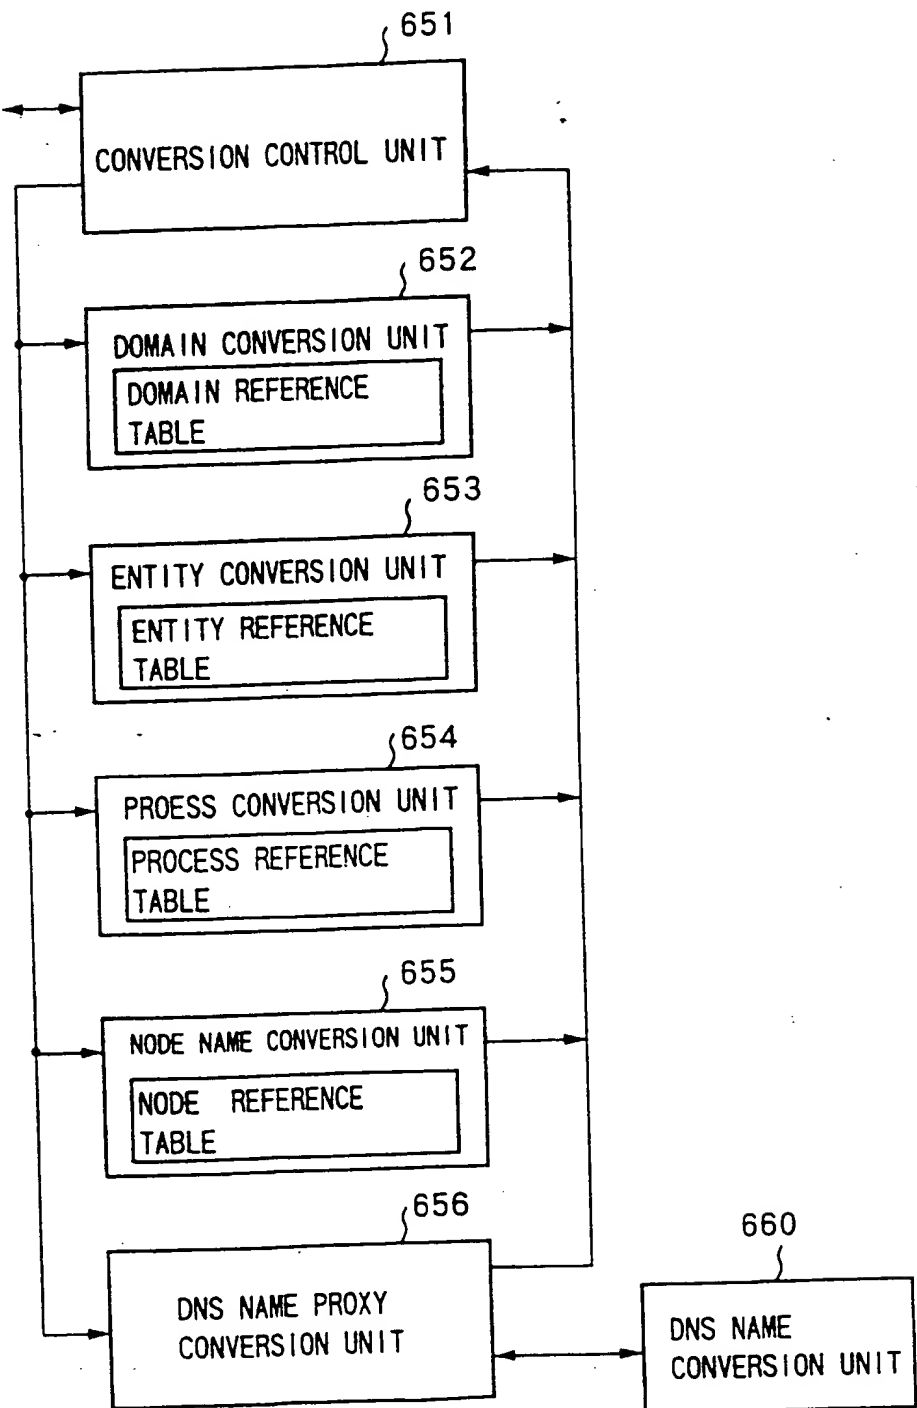 651
CONVERSION CONTROL UNIT
652
DOMAIN CONVERSION UNIT
DOMAIN REFERENCE
TABLE
653
ENTITY CONVERSION UNIT
ENTITY REFERENCE
TABLE
654
PROESS CONVERSION UNIT
PROCESS REFERENCE
TABLE
655
NODE NAME CONVERSION UNIT
NODE REFERENCE
TABLE
656
DNS NAME PROXY
CONVERSION UNIT
660
DNS NAME
CONVERSION UNIT